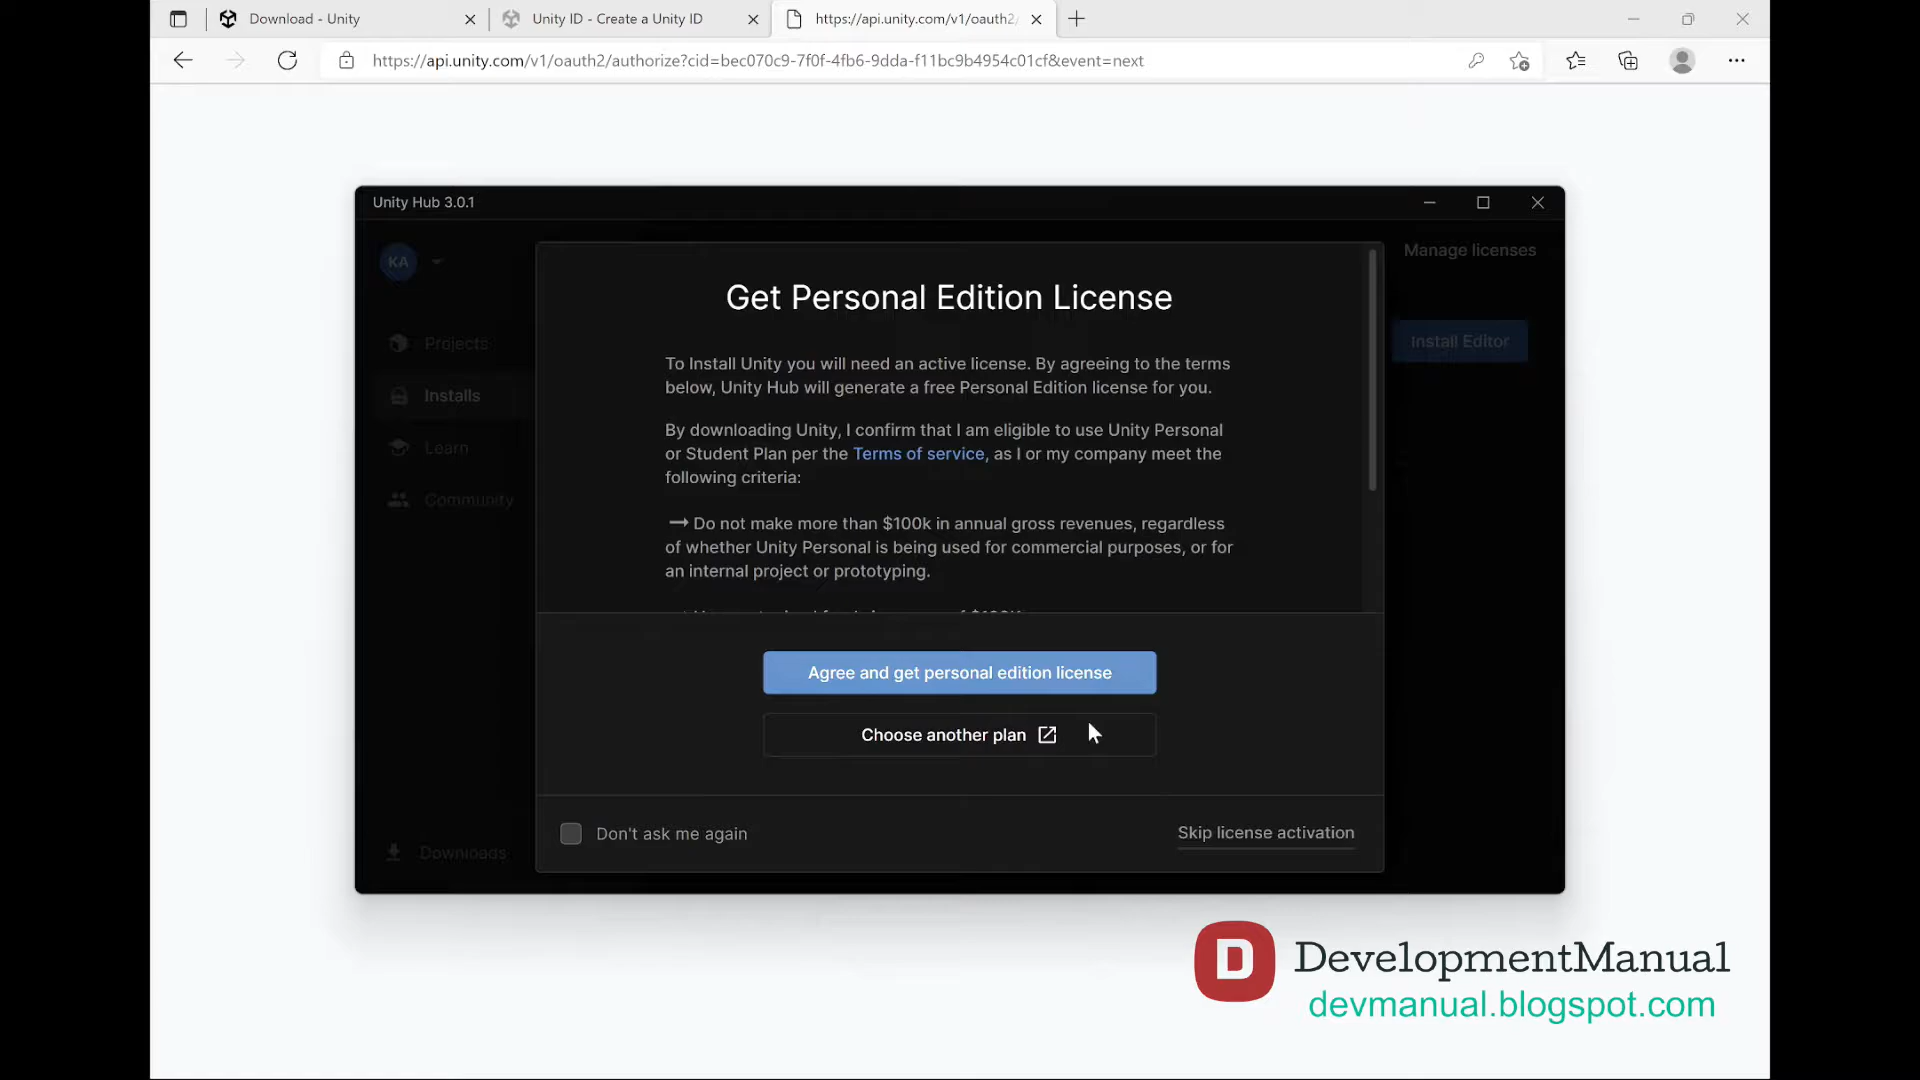 Download - Unity
Unity ID - Create a Unity ID
https://api.unity.com/v1/oauth2/
https://api.unity.com/v1/oauth2/authorize?cid=bec070c9-7f0f-4fb6-9dda-f11bc9b4954c01cf&event=next
Unity Hub 3.0.1
KA
Manage licenses
Projects
Installs
Learn
Community
Downloads
Install Editor
Get Personal Edition License
To Install Unity you will need an active license. By agreeing to the terms
below, Unity Hub will generate a free Personal Edition license for you.
By downloading Unity, I confirm that I am eligible to use Unity Personal
or Student Plan per the Terms of service, as I or my company meet the
following criteria:
→ Do not make more than $100k in annual gross revenues, regardless
of whether Unity Personal is being used for commercial purposes, or for
an internal project or prototyping.
Agree and get personal edition license
Choose another plan
Don't ask me again
Skip license activation
D
DevelopmentManual
devmanual.blogspot.com